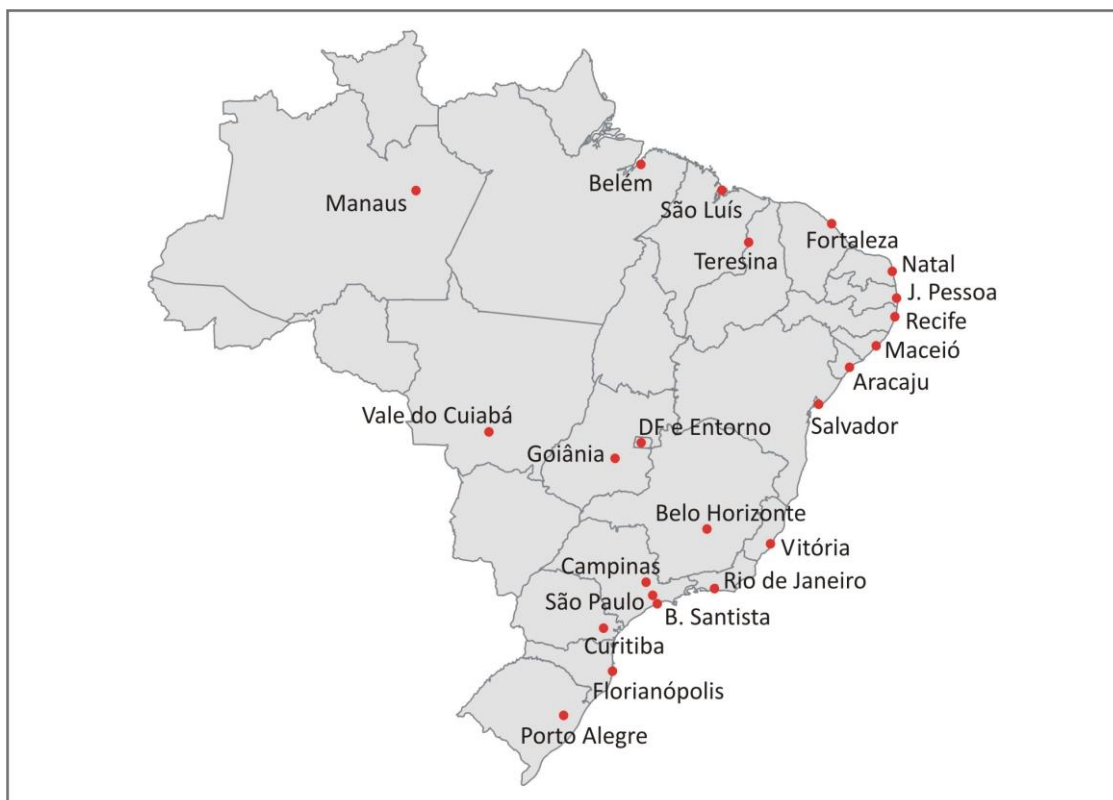 Belém
Manaus
São Luís
Fortaleza
Teresina
Natal
J. Pessoa
Recife
Maceió
Aracaju
Vale do Cuiabá
Salvador
DF e Entorno
Goiânia
Belo Horizonte
Vitória
Campinas
Rio de Janeiro
São Paulo
B. Santista
Curitiba
Florianópolis
Porto Alegre